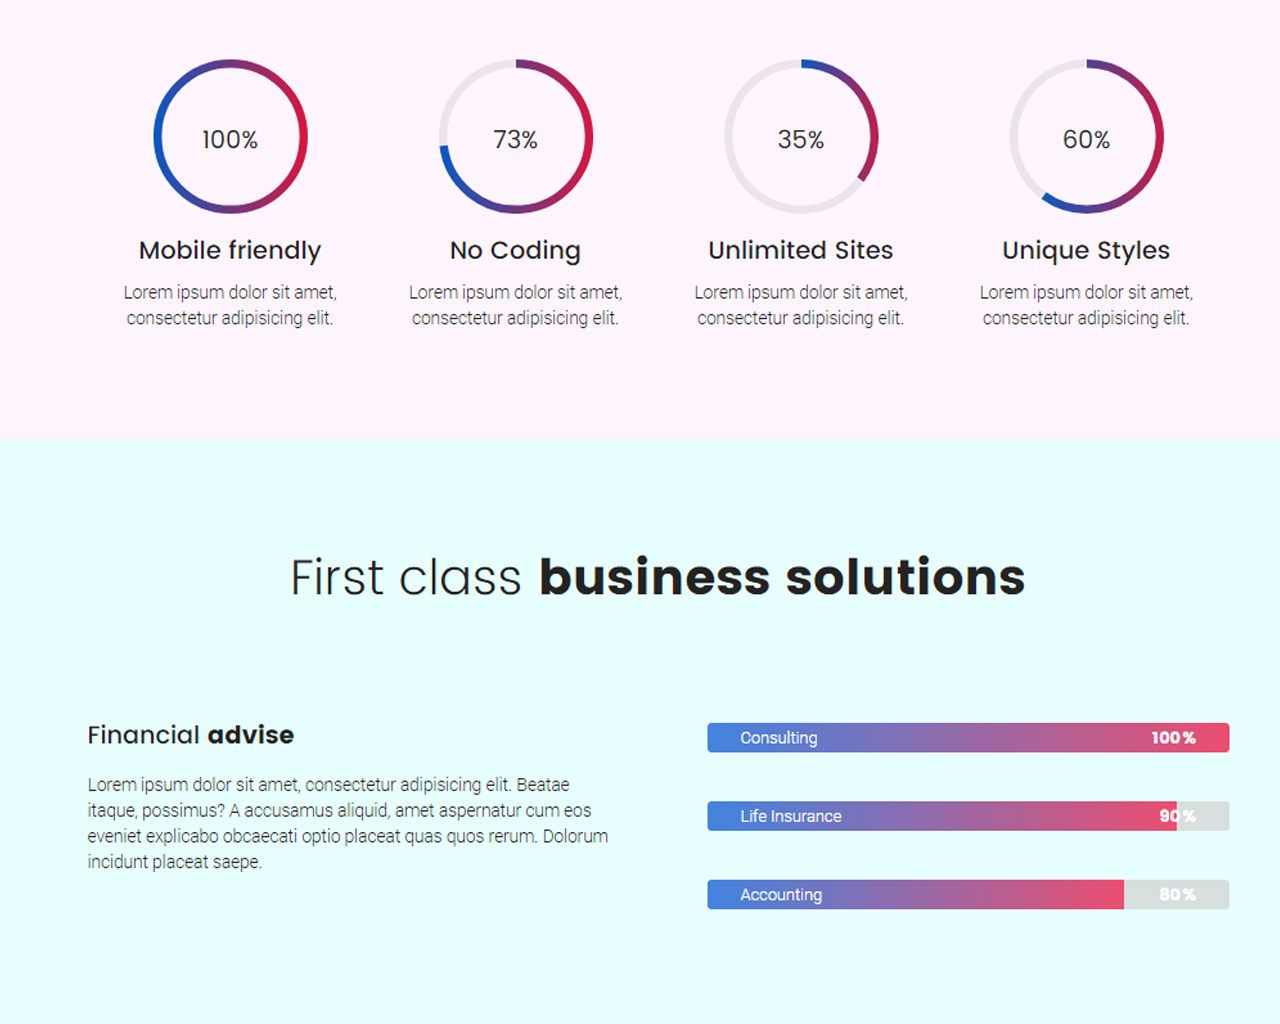 100%
73%
35%
60%
Mobile friendly
No Coding
Unlimited Sites
Unique Styles
Lorem ipsum dolor sit amet,
consectetur adipisicing elit.
Lorem ipsum dolor sit amet,
consectetur adipisicing elit.
Lorem ipsum dolor sit amet,
consectetur adipisicing elit.
Lorem ipsum dolor sit amet,
consectetur adipisicing elit.
First class business solutions
Financial advise
Lorem ipsum dolor sit amet, consectetur adipisicing elit. Beatae
itaque, possimus? A accusamus aliquid, amet aspernatur cum eos
eveniet explicabo obcaecati optio placeat quas quos rerum. Dolorum
incidunt placeat saepe.
Consulting 100%
Life Insurance 90%
Accounting 80%